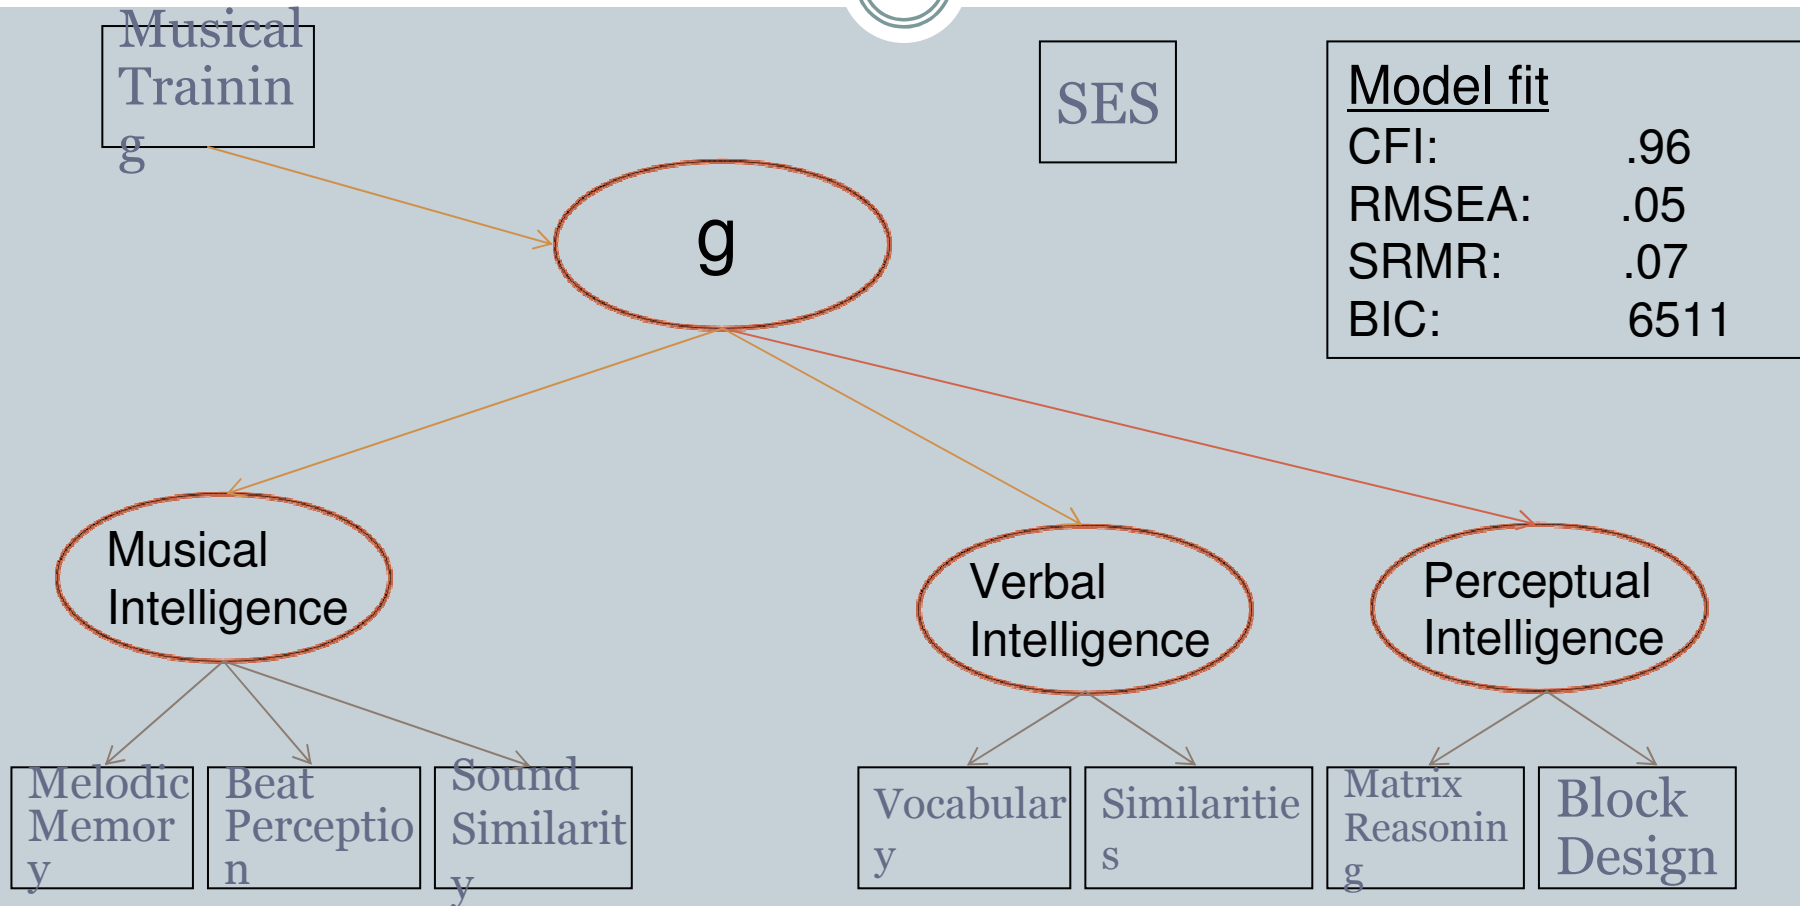 Musical
Trainin
g
SES
Model fit
CFI: .96
RMSEA: .05
SRMR: .07
BIC: 6511
g
Musical
Intelligence
Verbal
Intelligence
Perceptual
Intelligence
Melodic
Memor
y
Beat
Perceptio
n
Sound
Similarit
y
Vocabular
y
Similaritie
s
Matrix
Reasonin
g
Block
Design